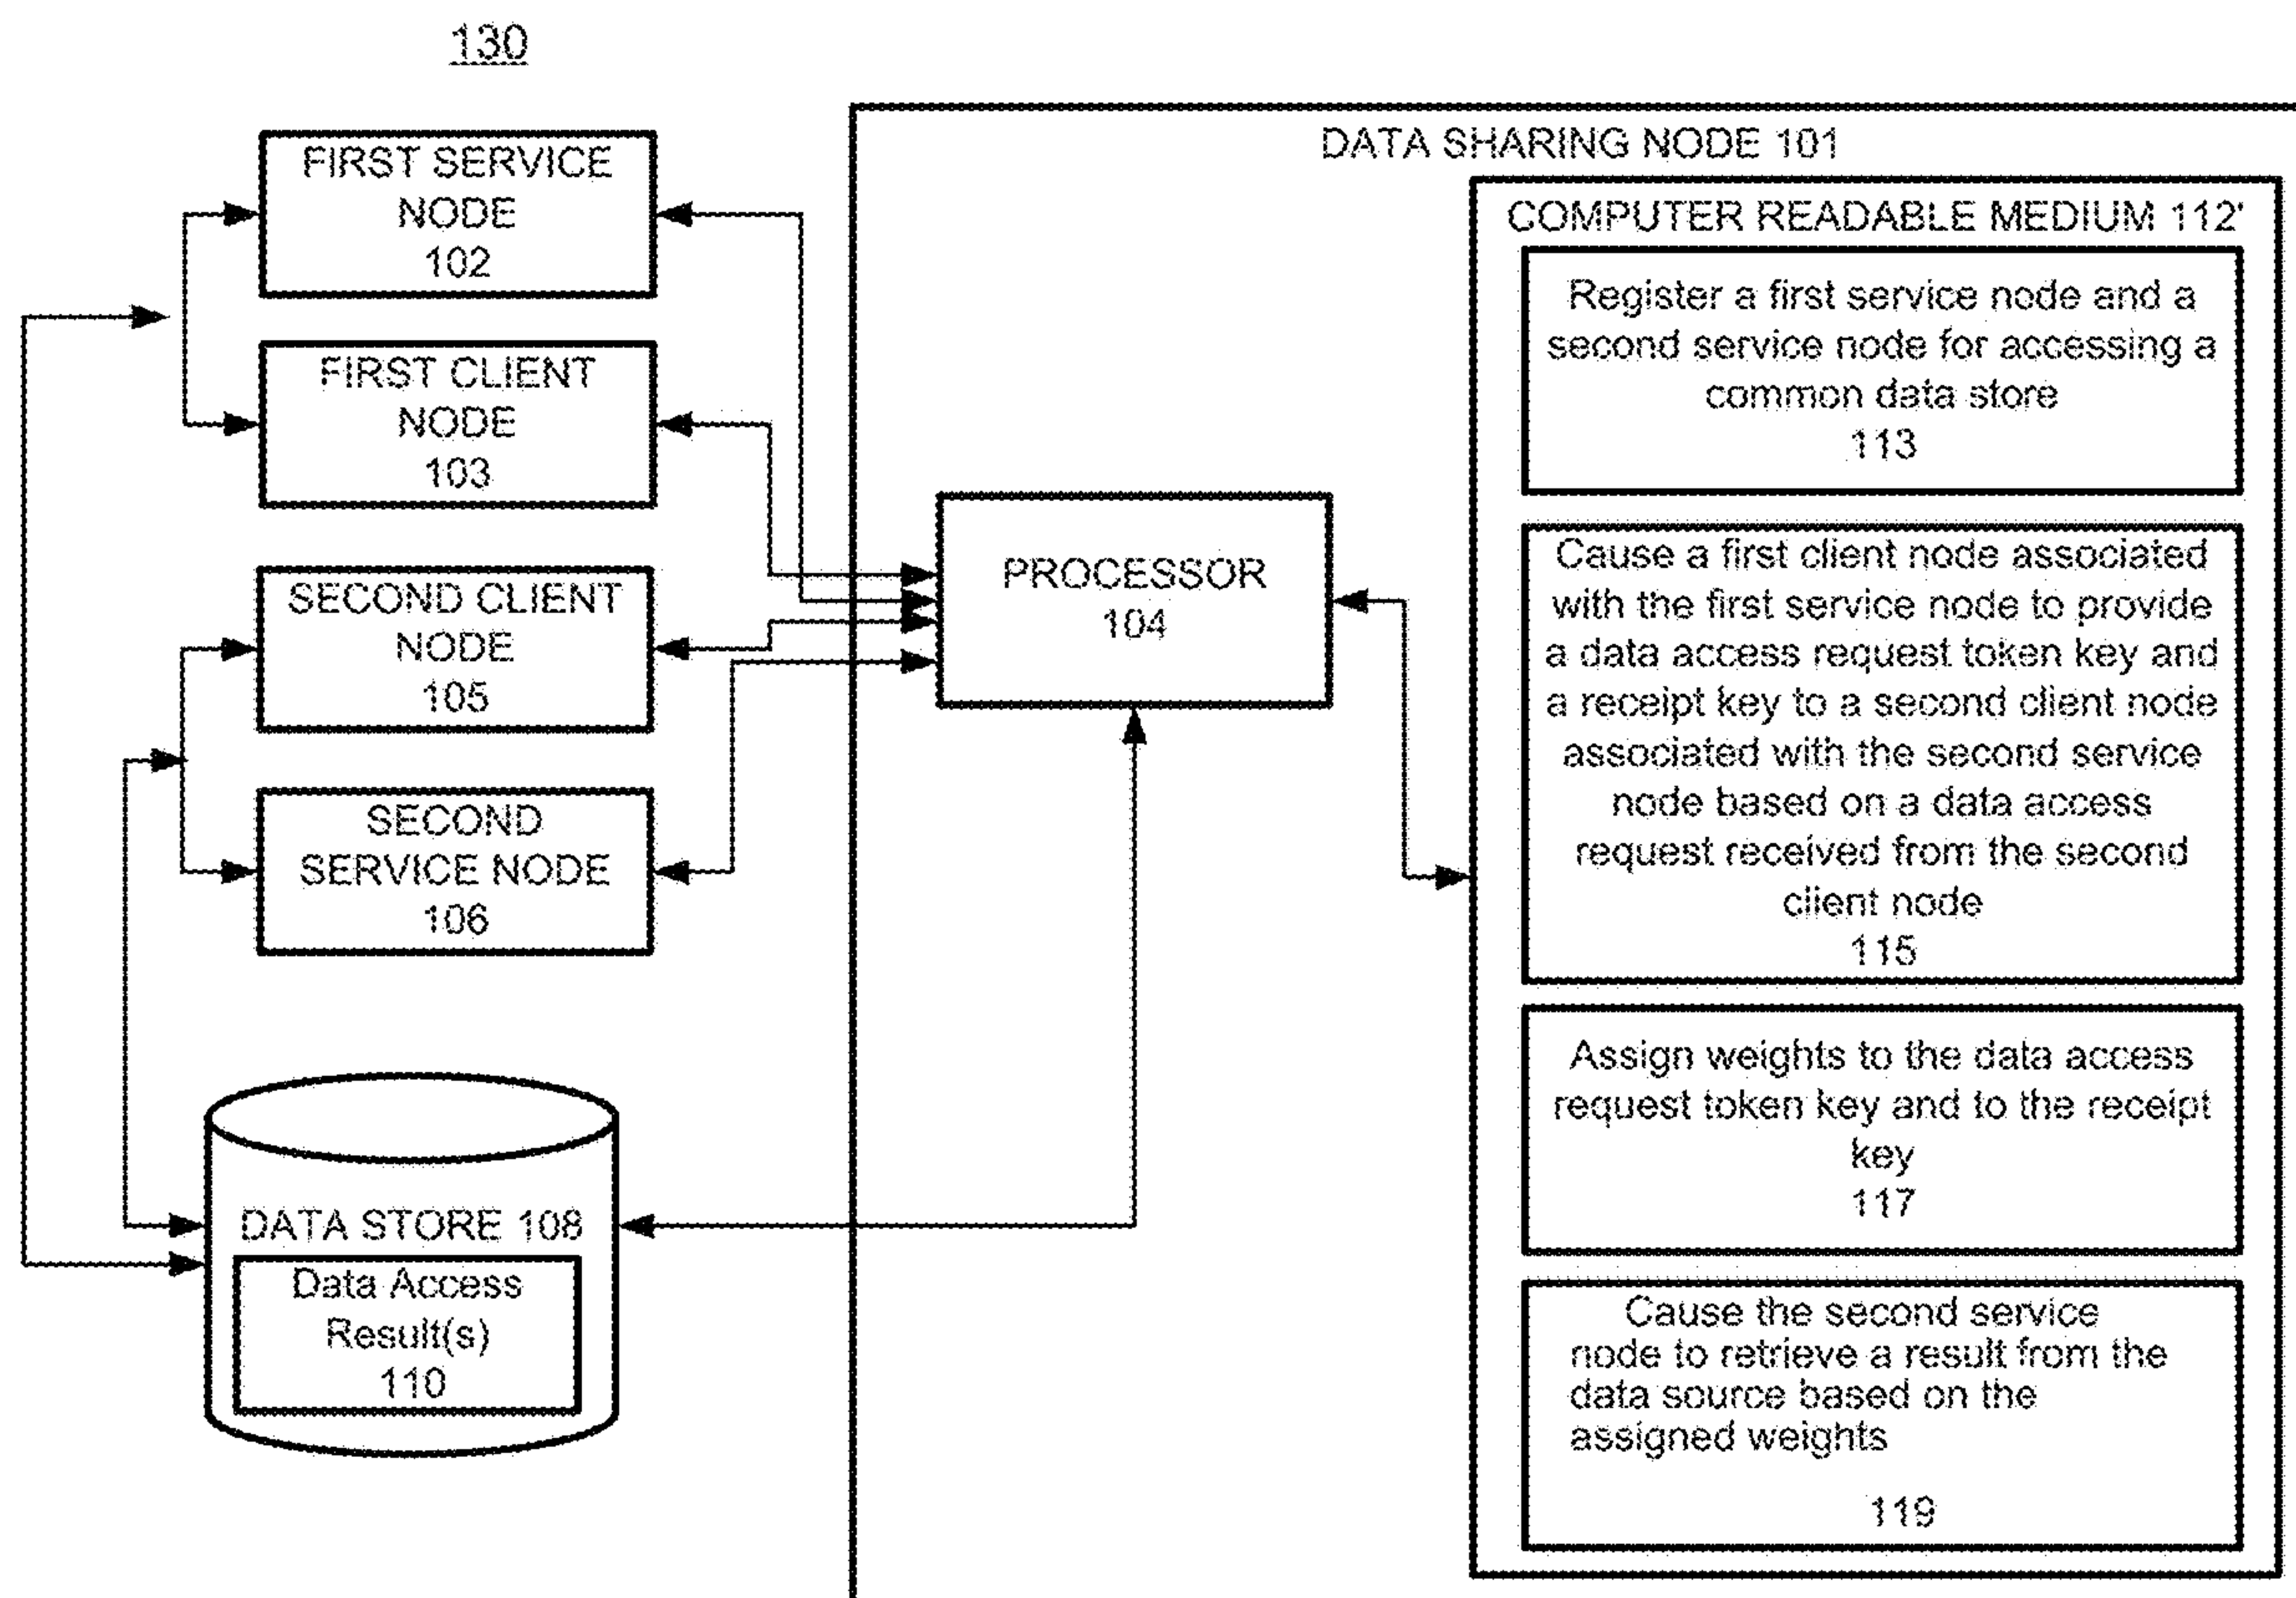 130
FIRST SERVICE
NODE
102
FIRST CLIENT
NODE
103
SECOND CLIENT
NODE
105
SECOND
SERVICE NODE
106
DATA STORE 108
Data Access
Result(s)
110
DATA SHARING NODE 101
PROCESSOR
104
COMPUTER READABLE MEDIUM 112'
Register a first service node and a
second service node for accessing a
common data store
113
Cause a first client node associated
with the first service node to provide
a data access request token key and
a receipt key to a second client node
associated with the second service
node based on a data access
request received from the second
client node
115
Assign weights to the data access
request token key and to the receipt
key
117
Cause the second service
node to retrieve a result from the
data source based on the
assigned weights
119